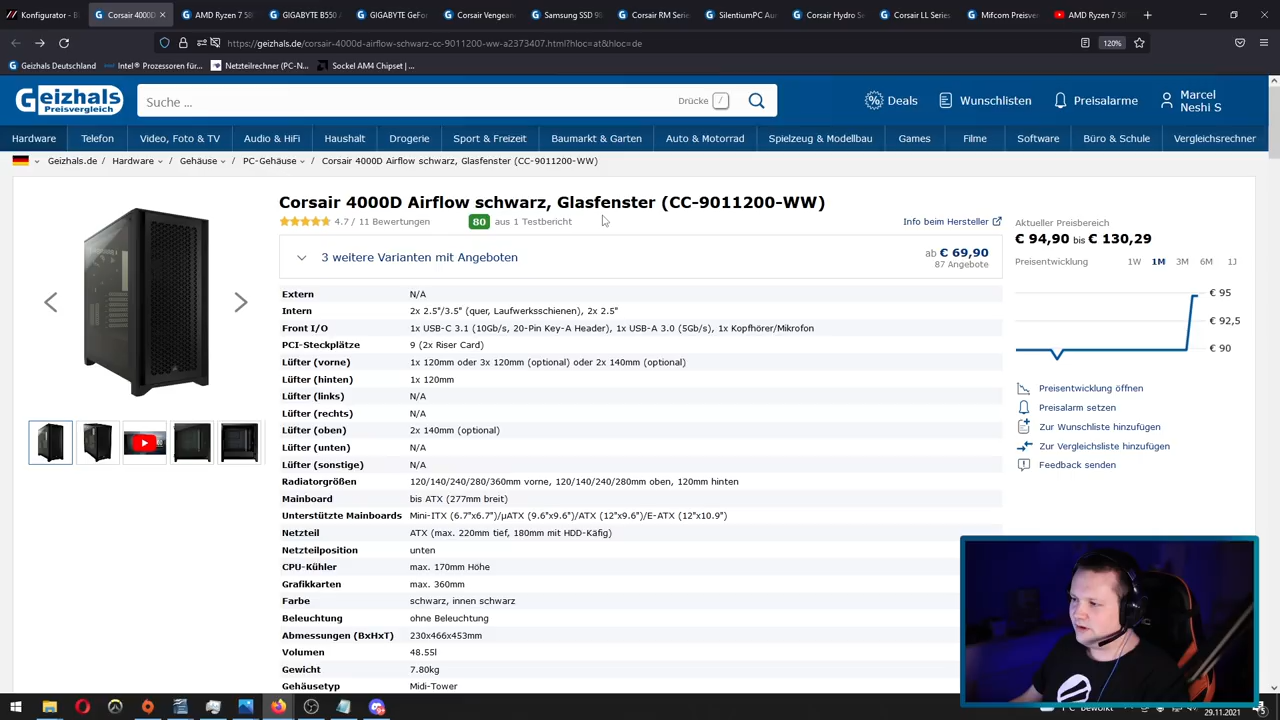 Konfigurator - B
Corsair 4000D
AMD Ryzen 7 58
GIGABYTE B550
GIGABYTE GeFor
Corsair Vengean
Samsung SSD 98
Corsair RM Serie
SilentiumPC Au
Corsair Hydro Se
Corsair LL Series
Mifcom Preisver
AMD Ryzen 7 58
https://geizhals.de/corsair-4000d-airflow-schwarz-cc-9011200-ww-a2373407.html?hloc=at&hloc=de
120%
Geizhals Deutschland
Intel® Prozessoren für...
Netzteilrechner (PC-N...
Sockel AM4 Chipset | ...
Geizhals
Preisvergleich
Suche ...
Drücke /
Deals
Wunschlisten
Preisalarme
Marcel
Neshi S
Hardware
Telefon
Video, Foto & TV
Audio & HiFi
Haushalt
Drogerie
Sport & Freizeit
Baumarkt & Garten
Auto & Motorrad
Spielzeug & Modellbau
Games
Filme
Software
Büro & Schule
Vergleichsrechner
Geizhals.de / Hardware / Gehäuse / PC-Gehäuse / Corsair 4000D Airflow schwarz, Glasfenster (CC-9011200-WW)
Corsair 4000D Airflow schwarz, Glasfenster (CC-9011200-WW)
4.7 / 11 Bewertungen
80 aus 1 Testbericht
Info beim Hersteller
3 weitere Varianten mit Angeboten
ab € 69,90
87 Angebote
Extern N/A
Intern 2x 2.5"/3.5" (quer, Laufwerksschienen), 2x 2.5"
Front I/O 1x USB-C 3.1 (10Gb/s, 20-Pin Key-A Header), 1x USB-A 3.0 (5Gb/s), 1x Kopfhörer/Mikrofon
PCI-Steckplätze 9 (2x Riser Card)
Lüfter (vorne) 1x 120mm oder 3x 120mm (optional) oder 2x 140mm (optional)
Lüfter (hinten) 1x 120mm
Lüfter (links) N/A
Lüfter (rechts) N/A
Lüfter (oben) 2x 140mm (optional)
Lüfter (unten) N/A
Lüfter (sonstige) N/A
Radiatorgrößen 120/140/240/280/360mm vorne, 120/140/240/280mm oben, 120mm hinten
Mainboard bis ATX (277mm breit)
Unterstützte Mainboards Mini-ITX (6.7"x6.7")/µATX (9.6"x9.6")/ATX (12"x9.6")/E-ATX (12"x10.9")
Netzteil ATX (max. 220mm tief, 180mm mit HDD-Käfig)
Netzteilposition unten
CPU-Kühler max. 170mm Höhe
Grafikkarten max. 360mm
Farbe schwarz, innen schwarz
Beleuchtung ohne Beleuchtung
Abmessungen (BxHxT) 230x466x453mm
Volumen 48.55l
Gewicht 7.80kg
Gehäusetyp Midi-Tower
Aktueller Preisbereich
€ 94,90 bis € 130,29
Preisentwicklung 1W 1M 3M 6M 1J
€ 95
€ 92,5
€ 90
Preisentwicklung öffnen
Preisalarm setzen
Zur Wunschliste hinzufügen
Zur Vergleichsliste hinzufügen
Feedback senden
29.11.2021